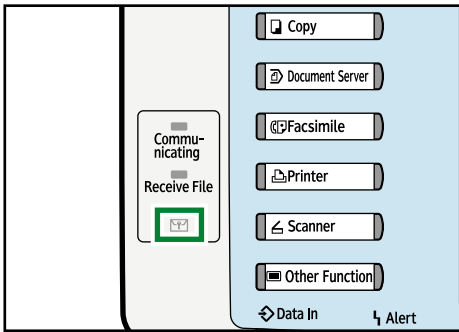 Copy
Document Server
Facsimile
Commu-
nicating
Printer
Receive File
Scanner
Other Function
Data In
Alert